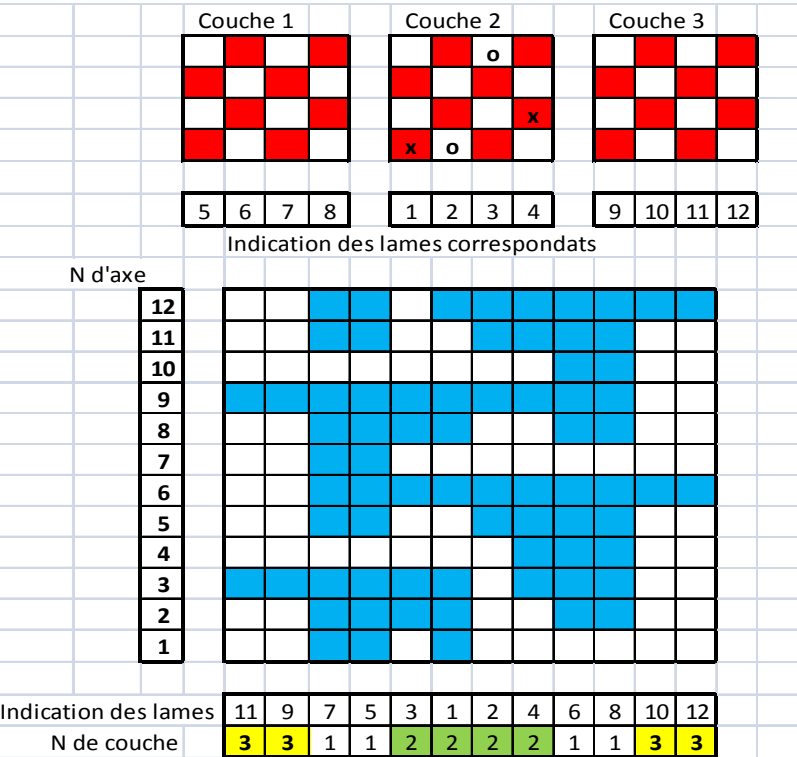 Couche 1 Couche 2 Couche 3
o
x
x o
5 6 7 8 1 2 3 4 9 10 11 12
Indication des lames correspondats
N d'axe
12
11
10
9
8
7
6
5
4
3
2
1
Indication des lames 11 9 7 5 3 1 2 4 6 8 10 12
N de couche 3 3 1 1 2 2 2 2 1 1 3 3